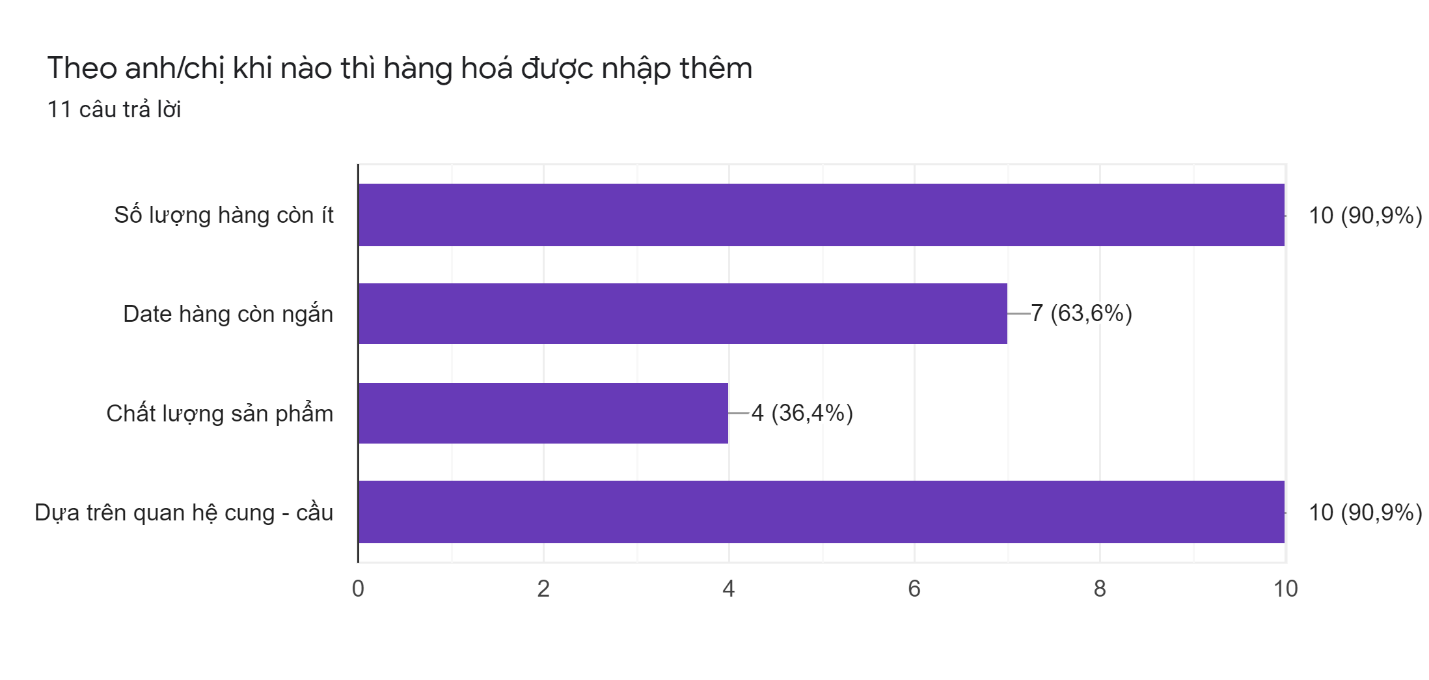 Theo anh/chị khi nào thì hàng hoá được nhập thêm
11 câu trả lời
Số lượng hàng còn ít
10 (90,9%)
Date hàng còn ngắn
7 (63,6%)
Chất lượng sản phẩm
4 (36,4%)
Dựa trên quan hệ cung - cầu
10 (90,9%)
0 2 4 6 8 10